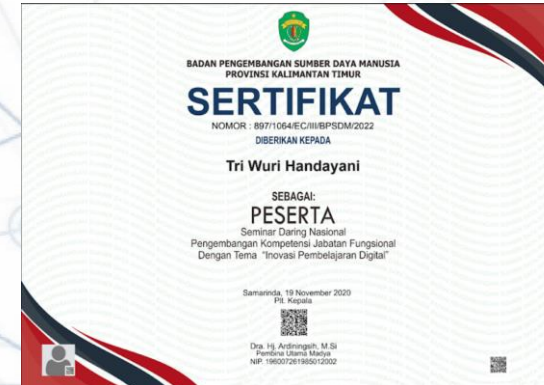 BADAN PENGEMBANGAN SUMBER DAYA MANUSIA
PROVINSI KALIMANTAN TIMUR
SERTIFIKAT
NOMOR : 897/1064/EC/III/BPSDM/2022
DIBERIKAN KEPADA
Tri Wuri Handayani
SEBAGAI:
PESERTA
Seminar Daring Nasional
Pengembangan Kompetensi Jabatan Fungsional
Dengan Tema "Inovasi Pembelajaran Digital"
Samarinda, 19 November 2020
Plt. Kepala
Dra. Hj. Ardiningsih, M.Si
Pembina Utama Madya
NIP. 196007261985012002